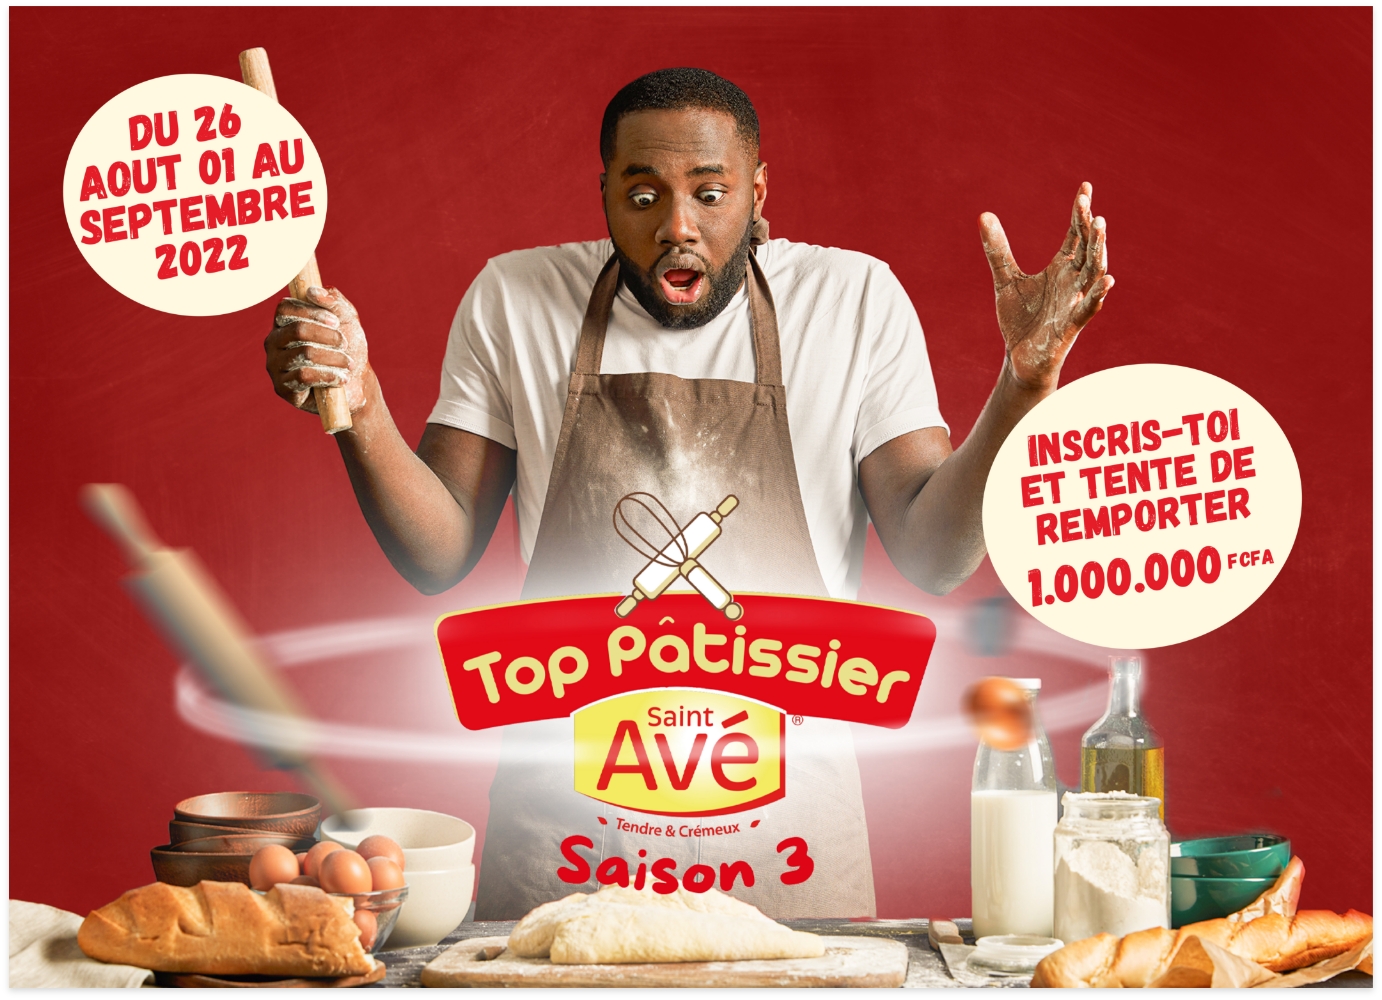 DU 26
AOUT 01 AU
SEPTEMBRE
2022
INSCRIS-TOI
ET TENTE DE
REMPORTER
1.000.000 FCFA
Top Pâtissier
Saint
Avé ®
Tendre & Crémeux
Saison 3